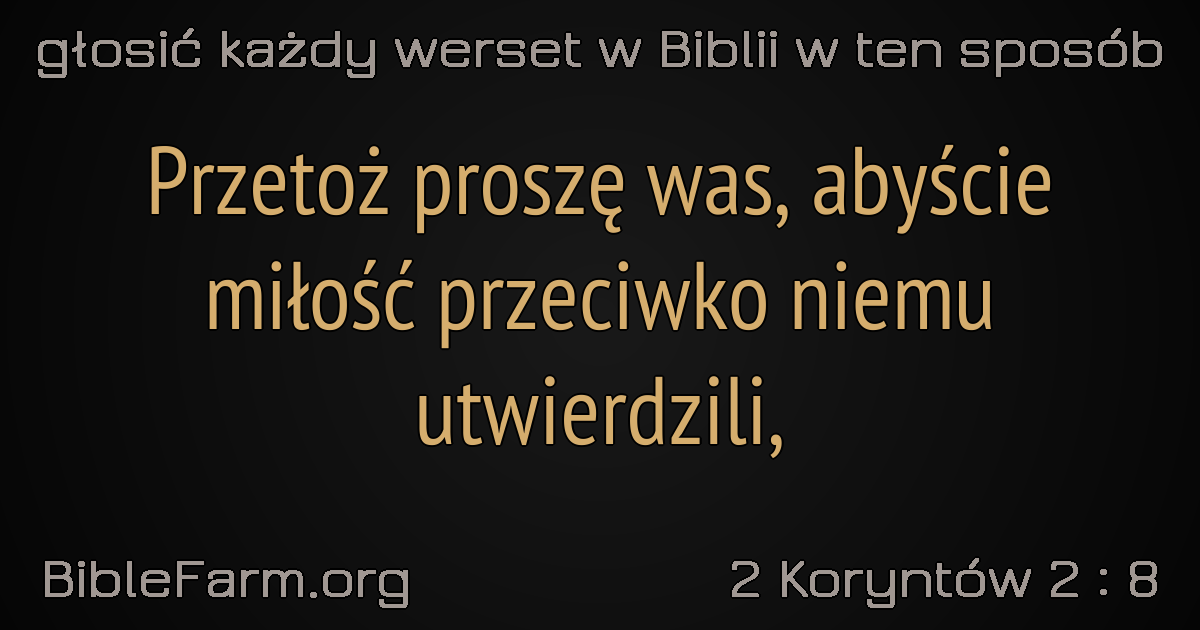 głosić każdy werset w Biblii w ten sposób
Przetoż proszę was, abyście
miłość przeciwko niemu
utwierdzili,
BibleFarm.org
2 Koryntów 2 : 8